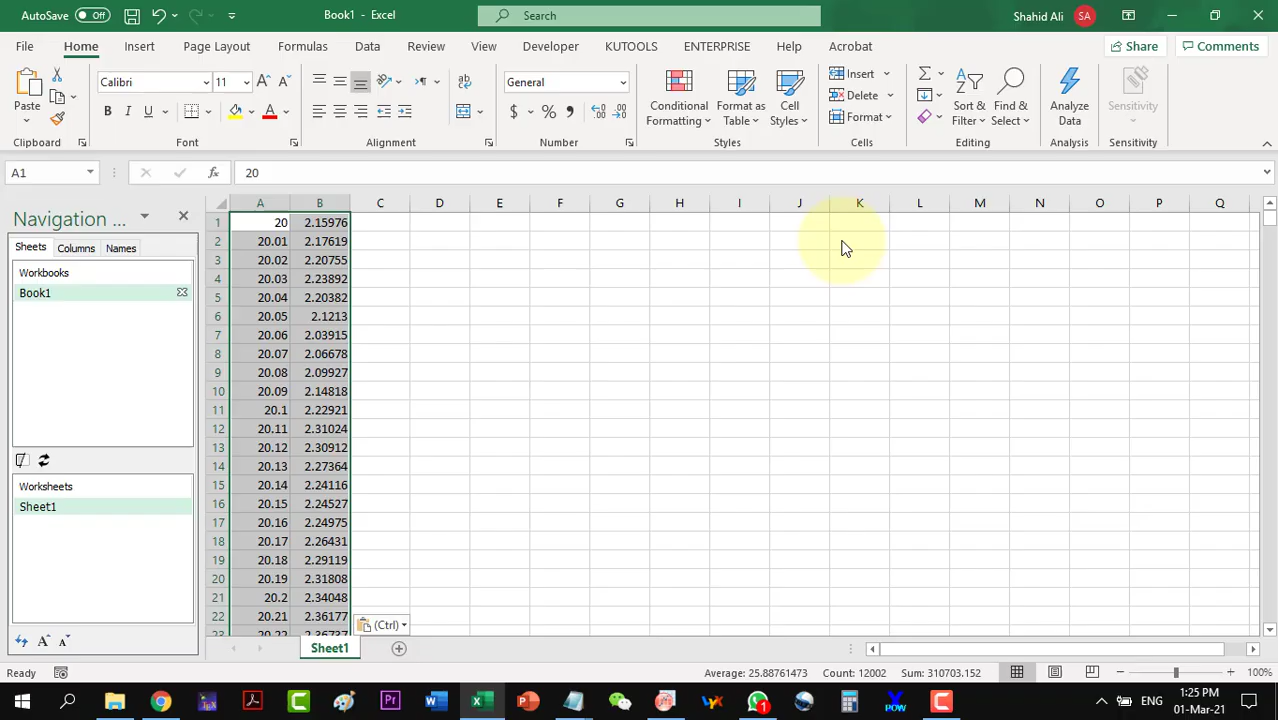 AutoSave Off Book1 - Excel Search Shahid Ali SA
File Home Insert Page Layout Formulas Data Review View Developer KUTOOLS ENTERPRISE Help Acrobat Share Comments
Paste
Clipboard
Calibri 11
B I U A
Font
Alignment
General
$ %
Number
Conditional Formatting
Format as Table
Cell Styles
Styles
Insert
Delete
Format
Cells
Sort & Filter
Find & Select
Editing
Analyze Data
Analysis
Sensitivity
Sensitivity
A1 fx 20
Navigation ...
Sheets Columns Names
Workbooks
Book1
Worksheets
Sheet1
A B C D E F G H I J K L M N O P Q
1 20 2.15976
2 20.01 2.17619
3 20.02 2.20755
4 20.03 2.23892
5 20.04 2.20382
6 20.05 2.1213
7 20.06 2.03915
8 20.07 2.06678
9 20.08 2.09927
10 20.09 2.14818
11 20.1 2.22921
12 20.11 2.31024
13 20.12 2.30912
14 20.13 2.27364
15 20.14 2.24116
16 20.15 2.24527
17 20.16 2.24975
18 20.17 2.26431
19 20.18 2.29119
20 20.19 2.31808
21 20.2 2.34048
22 20.21 2.36177
23 20.22 2.36737
(Ctrl)
Sheet1
Ready Average: 25.88761473 Count: 12002 Sum: 310703.152 100%
ENG 1:25 PM
01-Mar-21